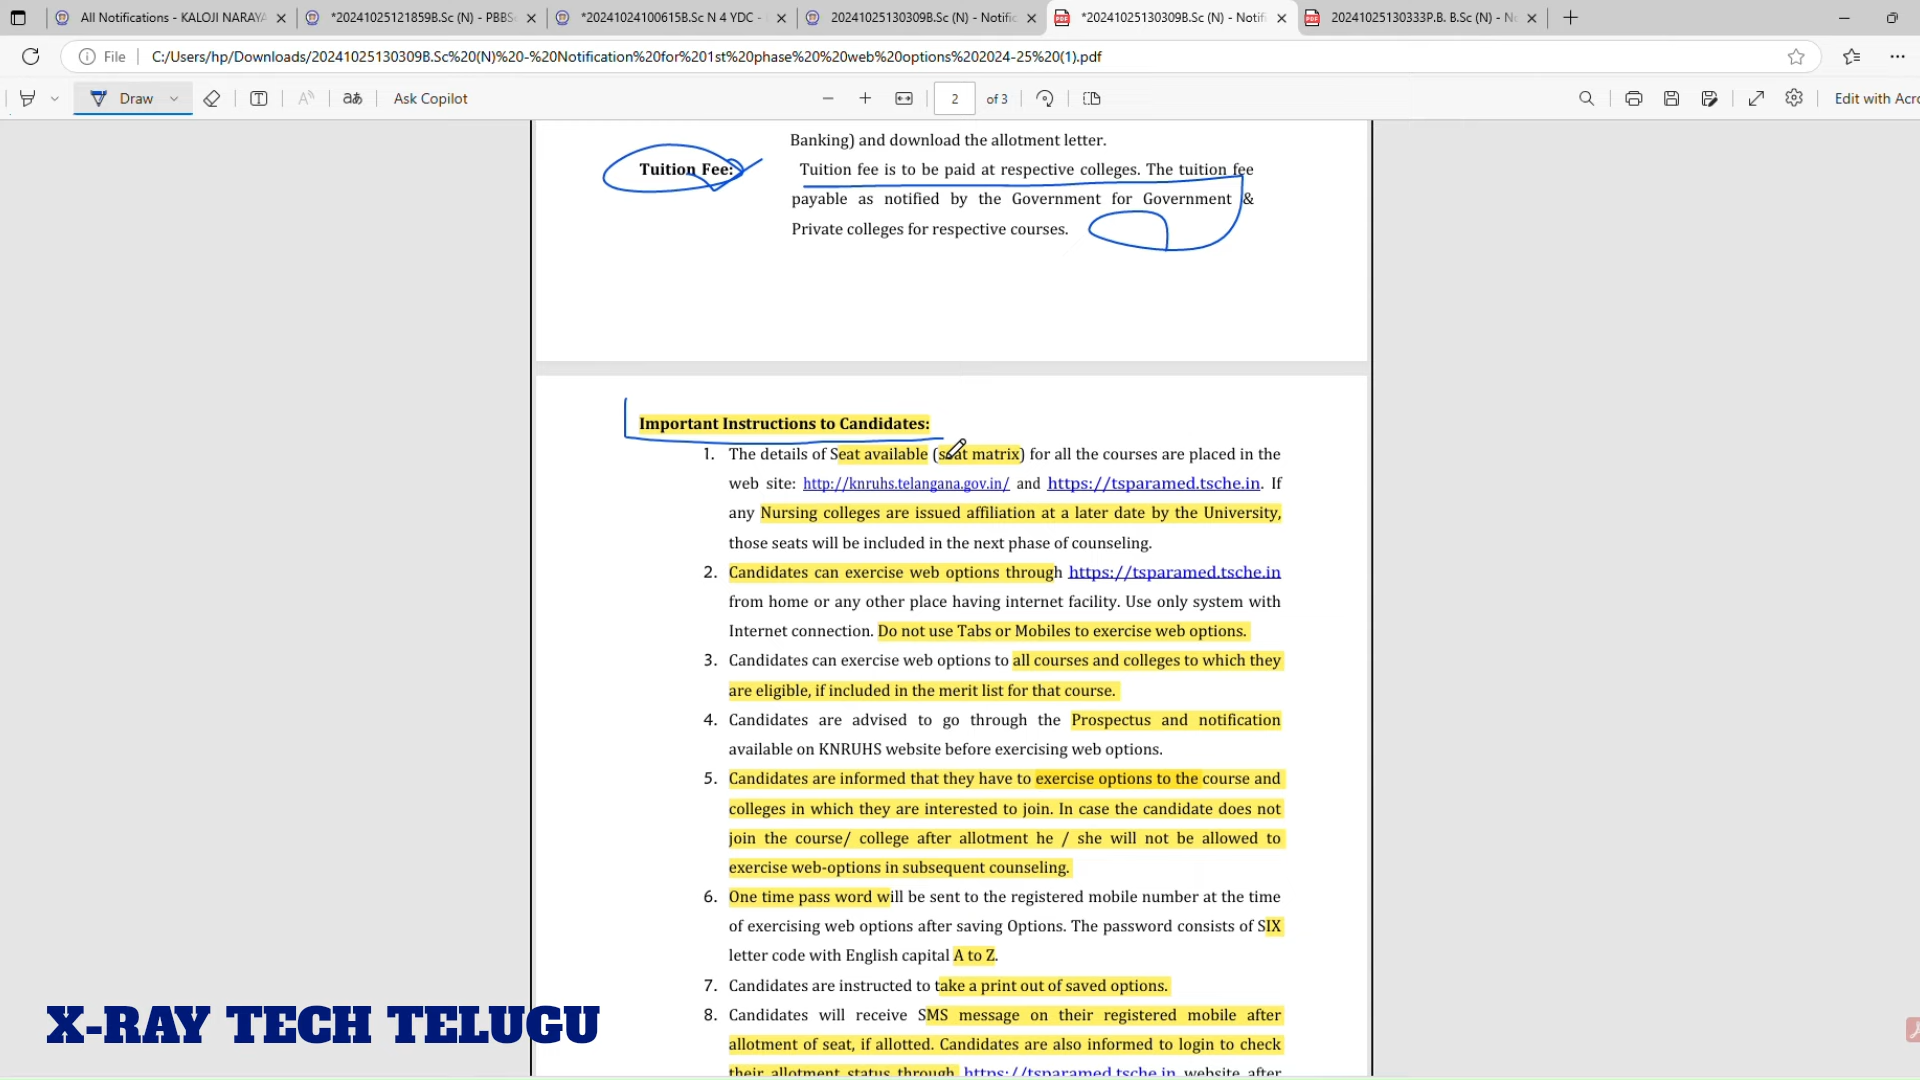 All Notifications - KALOJI NARAYA
*20241025121859B.Sc (N) - PBBSc
*20241024100615B.Sc N 4 YDC -
20241025130309B.Sc (N) - Notific
*20241025130309B.Sc (N) - Notif
20241025130333P.B. B.Sc (N) - No
File C:/Users/hp/Downloads/20241025130309B.Sc%20(N)%20-%20Notification%20for%201st%20phase%20%20web%20options%202024-25%20(1).pdf
Draw aあ Ask Copilot 2 of 3 Edit with Acro
Banking) and download the allotment letter.
Tuition Fee: Tuition fee is to be paid at respective colleges. The tuition fee
payable as notified by the Government for Government &
Private colleges for respective courses.
Important Instructions to Candidates:
1. The details of Seat available (seat matrix) for all the courses are placed in the
web site: http://knruhs.telangana.gov.in/ and https://tsparamed.tsche.in. If
any Nursing colleges are issued affiliation at a later date by the University,
those seats will be included in the next phase of counseling.
2. Candidates can exercise web options through https://tsparamed.tsche.in
from home or any other place having internet facility. Use only system with
Internet connection. Do not use Tabs or Mobiles to exercise web options.
3. Candidates can exercise web options to all courses and colleges to which they
are eligible, if included in the merit list for that course.
4. Candidates are advised to go through the Prospectus and notification
available on KNRUHS website before exercising web options.
5. Candidates are informed that they have to exercise options to the course and
colleges in which they are interested to join. In case the candidate does not
join the course/ college after allotment he / she will not be allowed to
exercise web-options in subsequent counseling.
6. One time pass word will be sent to the registered mobile number at the time
of exercising web options after saving Options. The password consists of SIX
letter code with English capital A to Z.
7. Candidates are instructed to take a print out of saved options.
8. Candidates will receive SMS message on their registered mobile after
allotment of seat, if allotted. Candidates are also informed to login to check
their allotment status through https://tsparamed.tsche.in website after
X-RAY TECH TELUGU